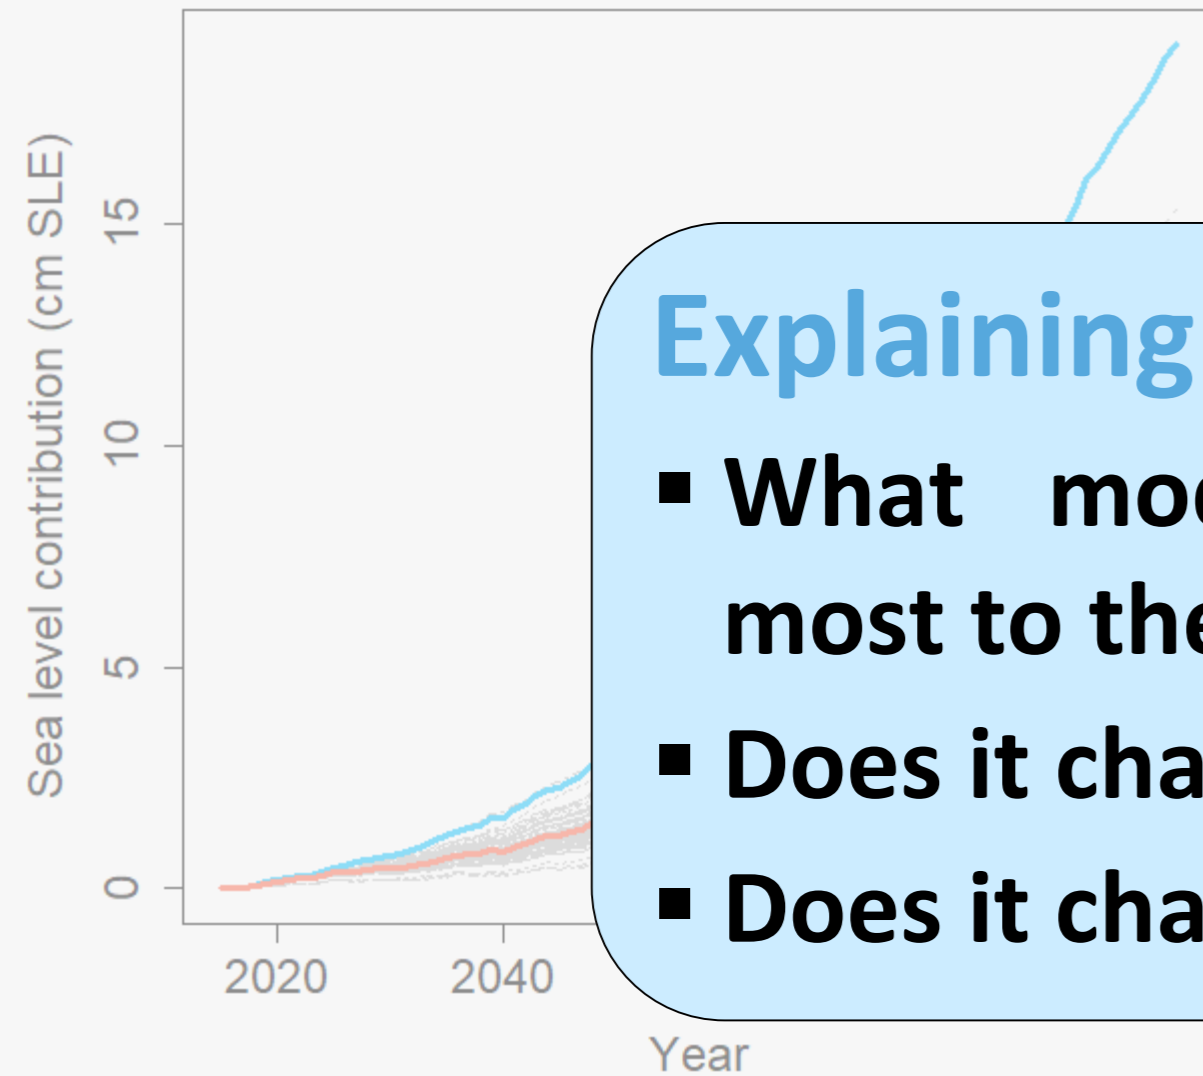 Sea level contribution (cm SLE)
15
10
5
0
2020 2040
Year
Explaining
▪ What moc
most to the
▪ Does it cha
▪ Does it cha